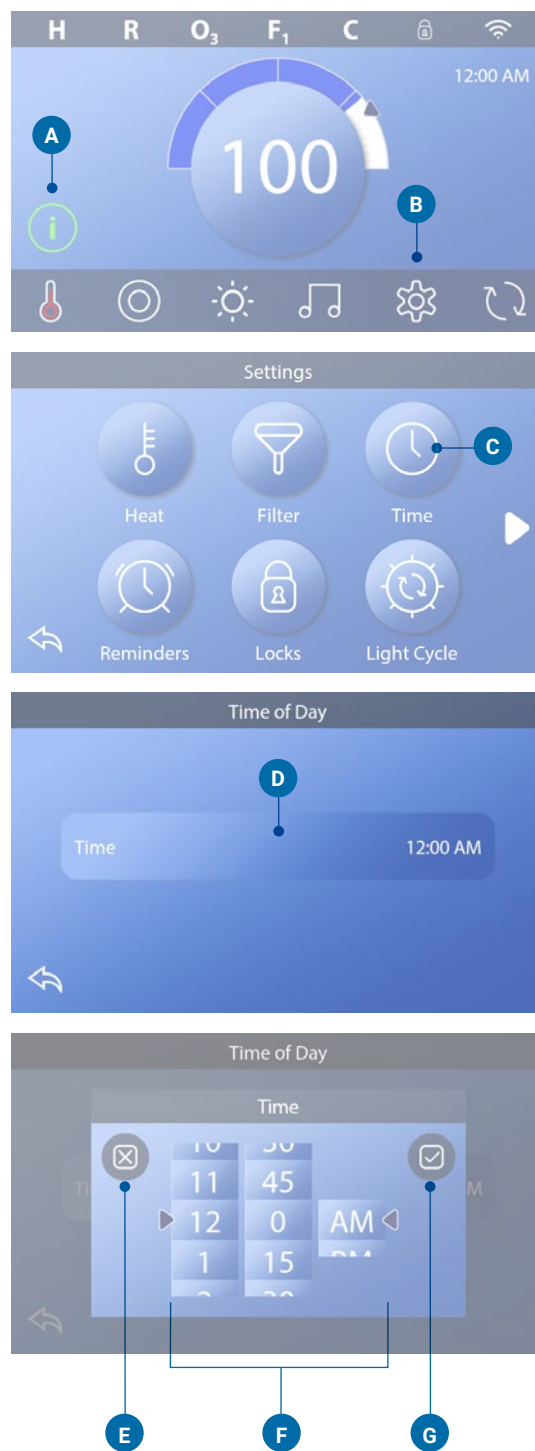 H R O₃ F₁ C
12:00 AM
A
100
B
i
Settings
C
Heat Filter Time
Reminders Locks Light Cycle
Time of Day
D
Time 12:00 AM
Time of Day
Time
11 45
12 0 AM
1 15
E F G